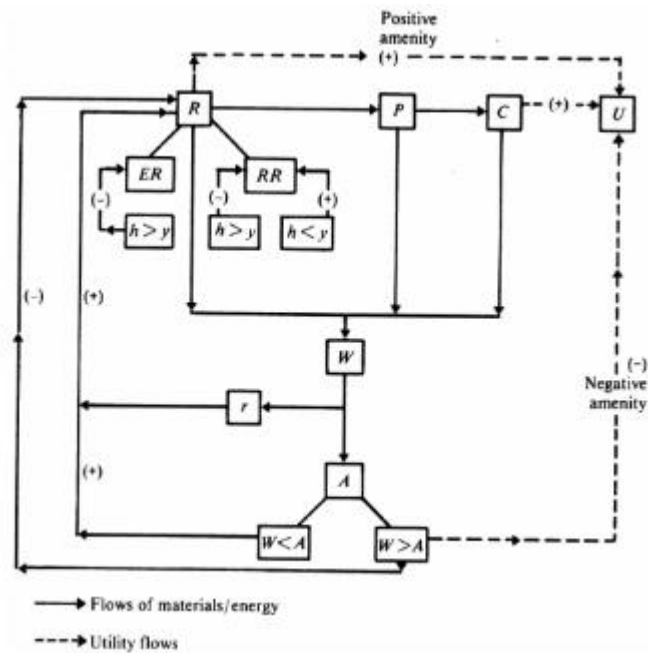 Positive
amenity
(+)
R
P
C
(+)
U
ER
RR
(−)
(−)
(+)
h > y
h > y
h < y
(−)
(+)
W
(−)
Negative
amenity
r
(+)
A
W < A
W > A
Flows of materials/energy
Utility flows